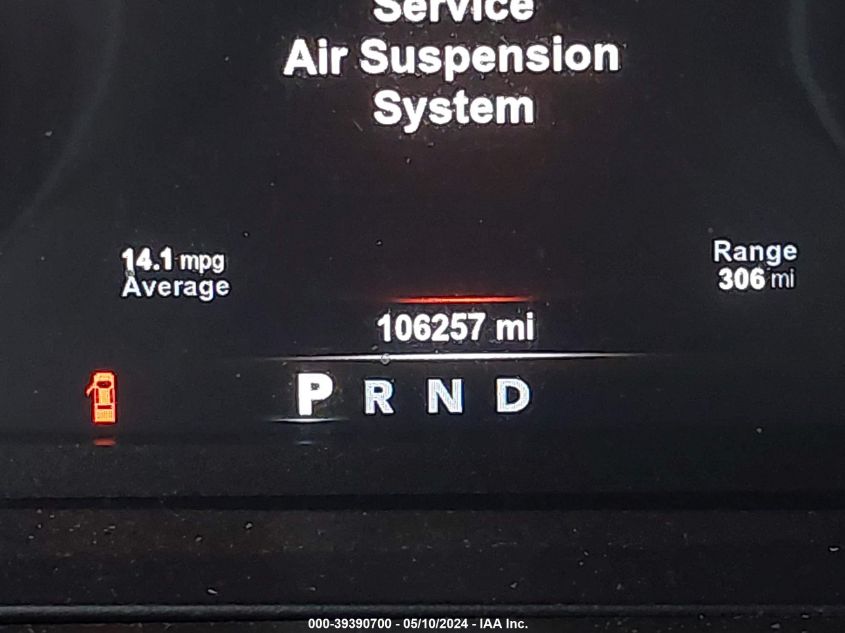 Service
Air Suspension
System
14.1 mpg
Average
Range
306 mi
106257 mi
P R N D
000-39390700 - 05/10/2024 - IAA Inc.